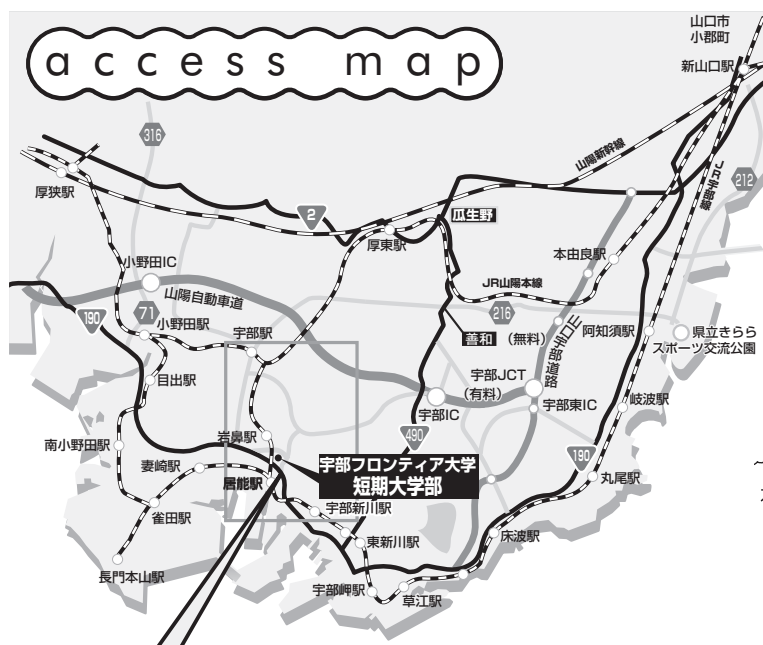 access map
山口市
小郡町
新山口駅
山陽新幹線
JR宇部線
316
212
厚狭駅
2
瓜生野
厚東駅
本由良駅
小野田IC
山陽自動車道
JR山陽本線
190
71
小野田駅
宇部駅
216
善和
(無料)
山口宇部道路
阿知須駅
県立きらら
スポーツ交流公園
目出駅
宇部JCT
(有料)
宇部IC
宇部東IC
岐波駅
岩鼻駅
490
190
南小野田駅
妻崎駅
居能駅
宇部フロンティア大学
短期大学部
丸尾駅
雀田駅
宇部新川駅
東新川駅
床波駅
長門本山駅
宇部岬駅
草江駅